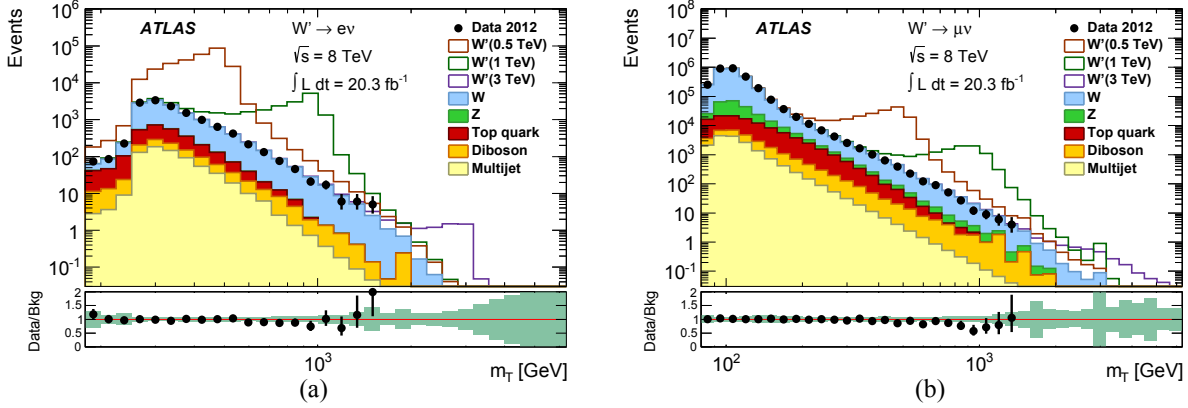 Events
10⁶
10⁵
10⁴
10³
10²
10
1
10⁻¹
ATLAS
W' → eν
√s = 8 TeV
∫ L dt = 20.3 fb⁻¹
Data 2012
W'(0.5 TeV)
W'(1 TeV)
W'(3 TeV)
W
Z
Top quark
Diboson
Multijet
Data/Bkg
2
1.5
1
0.5
0
10³
m_T [GeV]
(a)
Events
10⁸
10⁷
10⁶
10⁵
10⁴
10³
10²
10
1
10⁻¹
ATLAS
W' → μν
√s = 8 TeV
∫ L dt = 20.3 fb⁻¹
Data 2012
W'(0.5 TeV)
W'(1 TeV)
W'(3 TeV)
W
Z
Top quark
Diboson
Multijet
Data/Bkg
2
1.5
1
0.5
0
10²
10³
m_T [GeV]
(b)